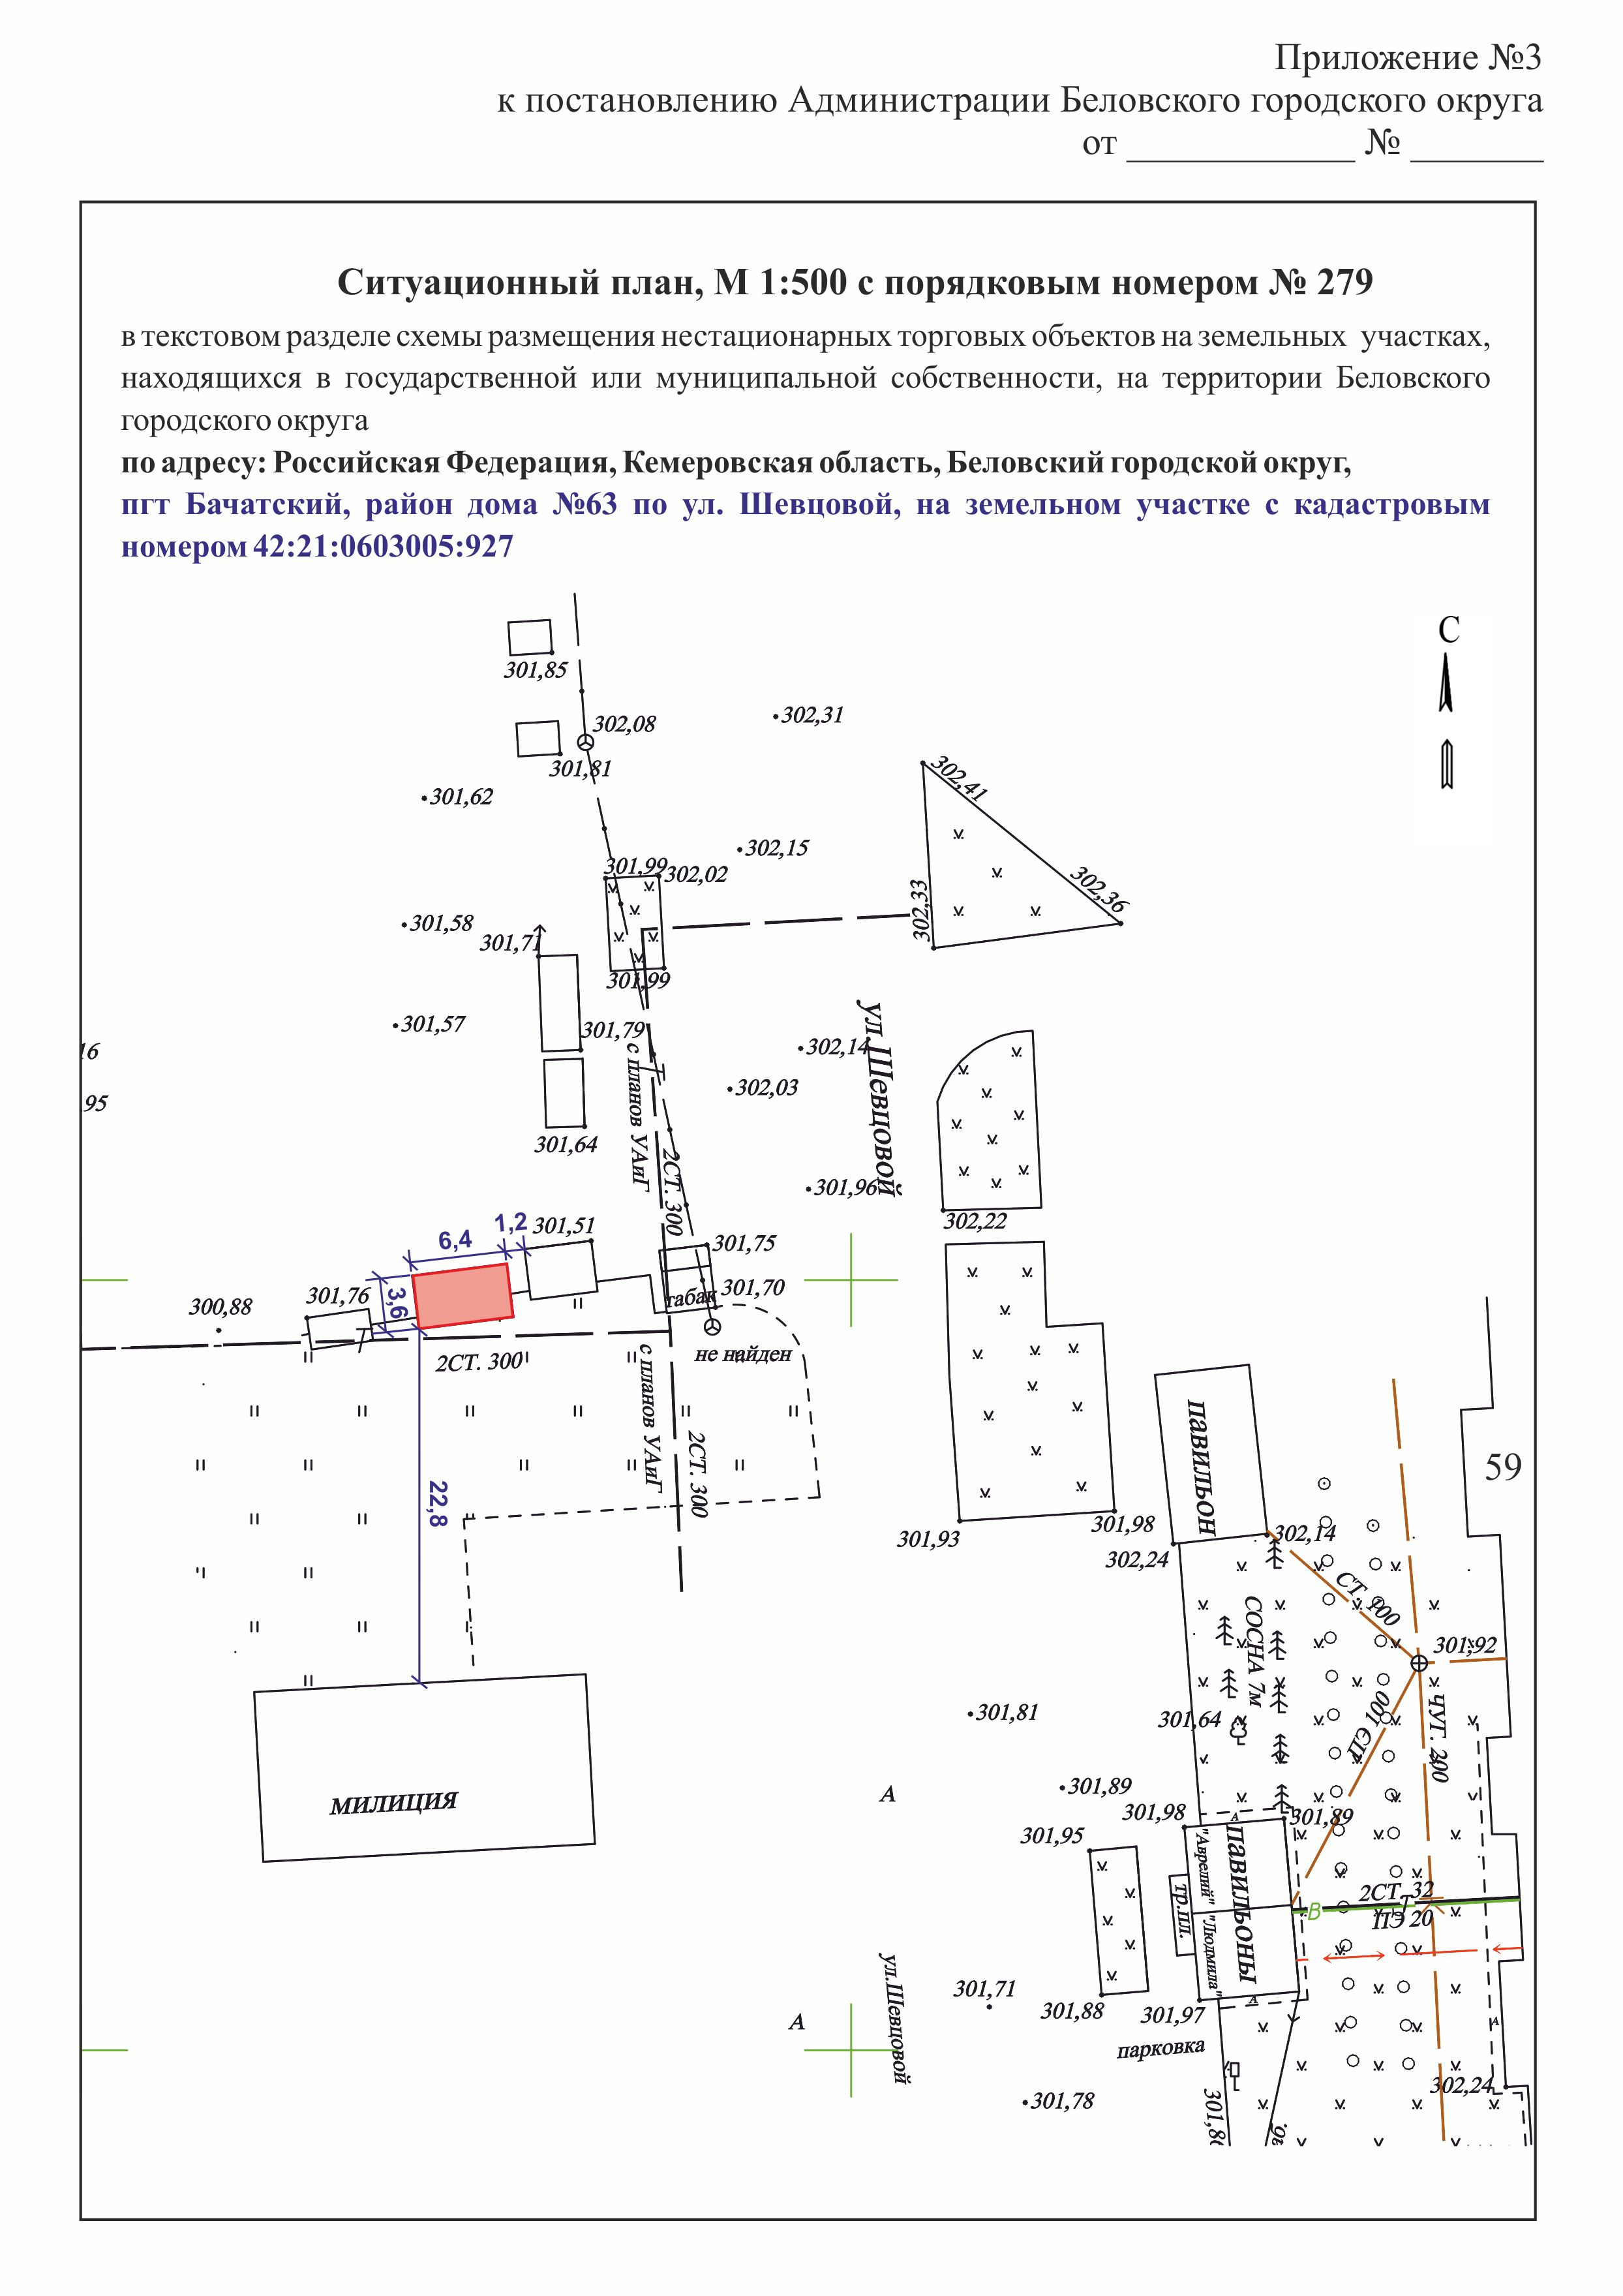 Приложение №3
к постановлению Администрации Беловского городского округа
от ____________ № _______
Ситуационный план, М 1:500 с порядковым номером № 279
в текстовом разделе схемы размещения нестационарных торговых объектов на земельных участках,
находящихся в государственной или муниципальной собственности, на территории Беловского
городского округа
по адресу: Российская Федерация, Кемеровская область, Беловский городской округ,
пгт Бачатский, район дома №63 по ул. Шевцовой, на земельном участке с кадастровым
номером 42:21:0603005:927
С
301,85
302,08
302,31
301,81
301,62
302,41
302,15
301,99
302,02
302,36
302,33
301,58
301,71
301,99
301,57
301,79
с планов УАиГ
302,14
ул.Шевцовой
16
302,03
95
301,64
2СТ. 300
301,96
302,22
6,4
1,2
301,51
301,75
301,70
табак
3,6
301,76
300,88
Т
Т
2СТ. 300
не найден
с планов УАиГ
2СТ. 300
22,8
ПАВИЛЬОН
59
301,93
301,98
302,24
302,14
СТ. 100
СОСНА 7м
301,92
301,81
301,64
ПЭ 100
ЧУГ. 200
МИЛИЦИЯ
А
301,89
301,98
301,89
А
301,95
"Аврелий"
ПАВИЛЬОНЫ
тр.пл.
"Людмила"
В
2СТ. 32
Т
ПЭ 20
301,71
301,88
301,97
А
А
А
ул.Шевцовой
парковка
301,78
302,24